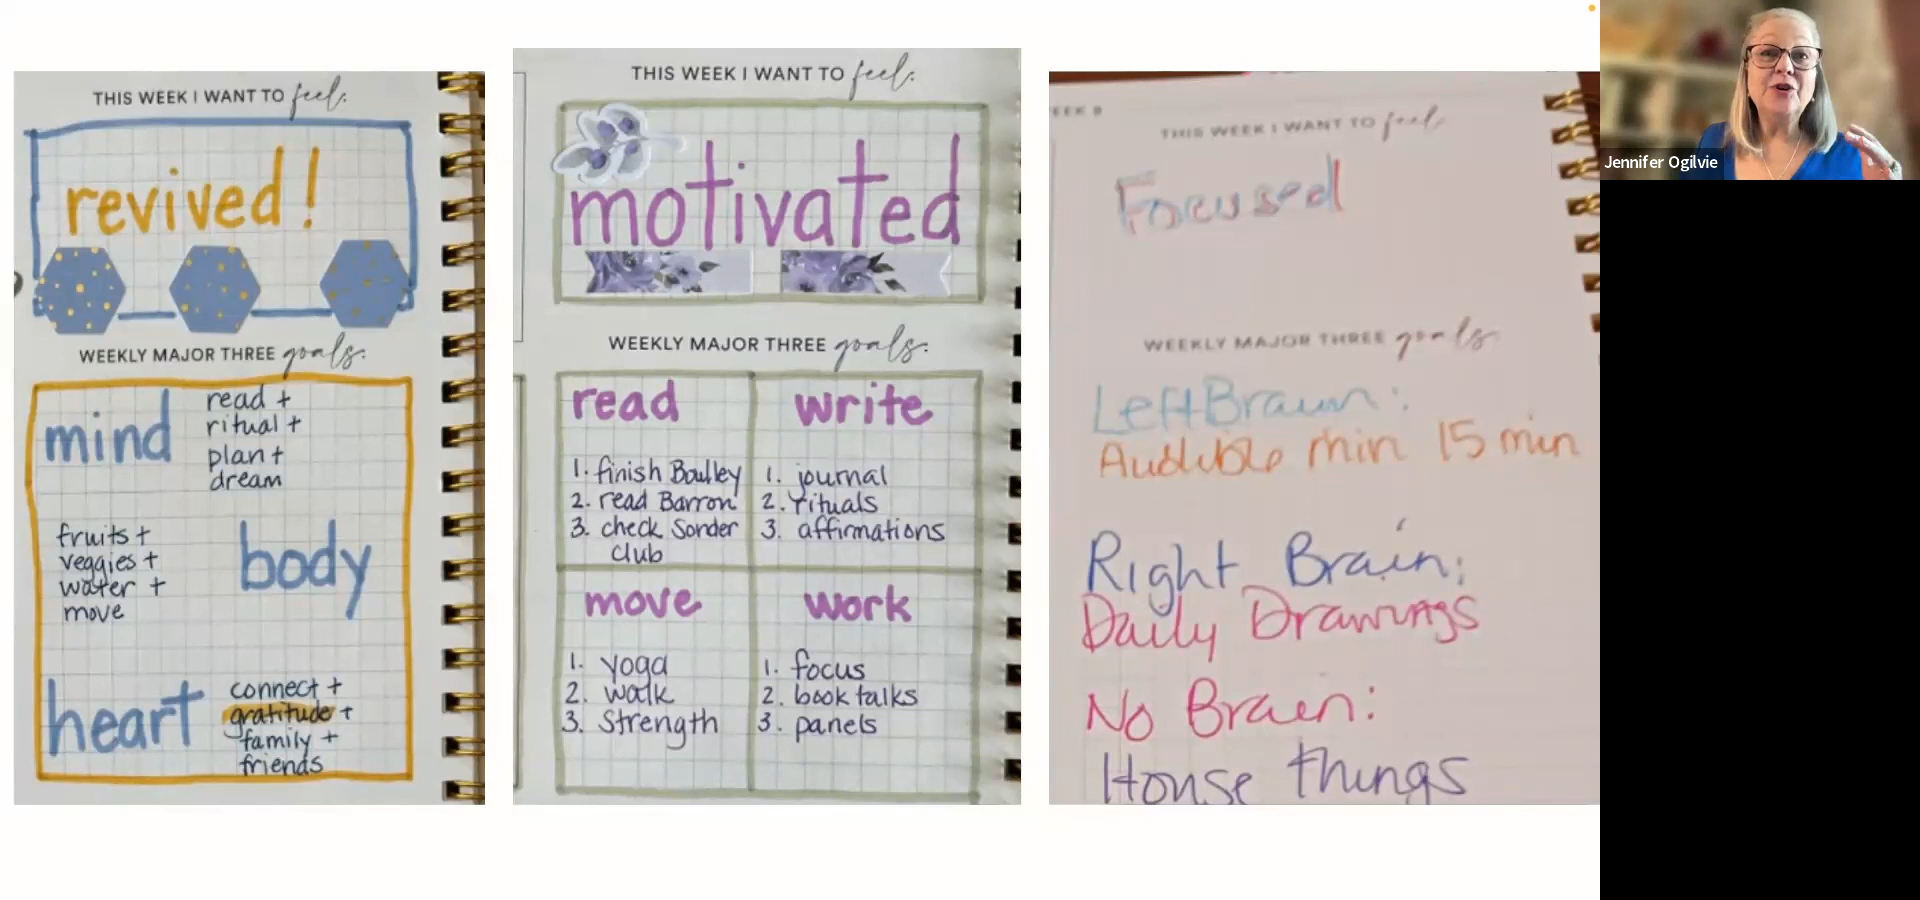 THIS WEEK I WANT TO feel:
revived!
WEEKLY MAJOR THREE goals:
mind
read +
ritual +
plan +
dream
fruits +
veggies +
water +
move
body
heart
connect +
gratitude +
family +
friends
THIS WEEK I WANT TO feel:
motivated
WEEKLY MAJOR THREE goals:
read
1. finish Boulley
2. read Barron
3. check Sonder
club
write
1. journal
2. rituals
3. affirmations
move
1. yoga
2. walk
3. Strength
work
1. focus
2. book talks
3. panels
EEK 9
THIS WEEK I WANT TO feel:
Focused
WEEKLY MAJOR THREE goals:
Left Brain:
Audible min 15 min
Right Brain:
Daily Drawings
No Brain:
House things
Jennifer Ogilvie